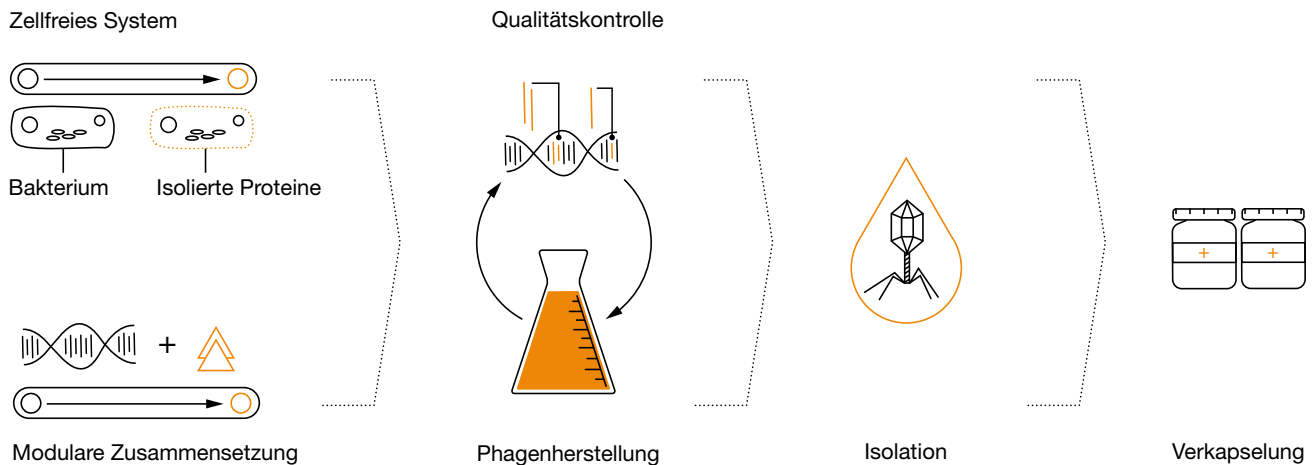 Zellfreies System
Qualitätskontrolle
Bakterium
Isolierte Proteine
+
Modulare Zusammensetzung
Phagenherstellung
Isolation
+ +
Verkapselung